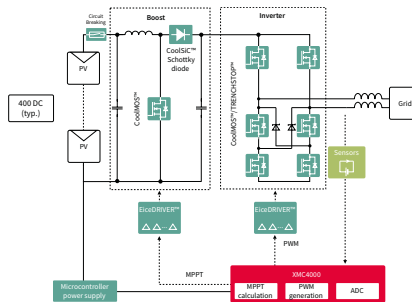 Circuit
Breaking
Boost
Inverter
CoolSiC™
Schottky
diode
PV
CoolMOS™
CoolMOS™/TRENCHSTOP™
400 DC
(typ.)
Grid
PV
Sensors
EiceDRIVER™
EiceDRIVER™
MPPT
PWM
Microcontroller
power supply
XMC4000
MPPT
calculation
PWM
generation
ADC